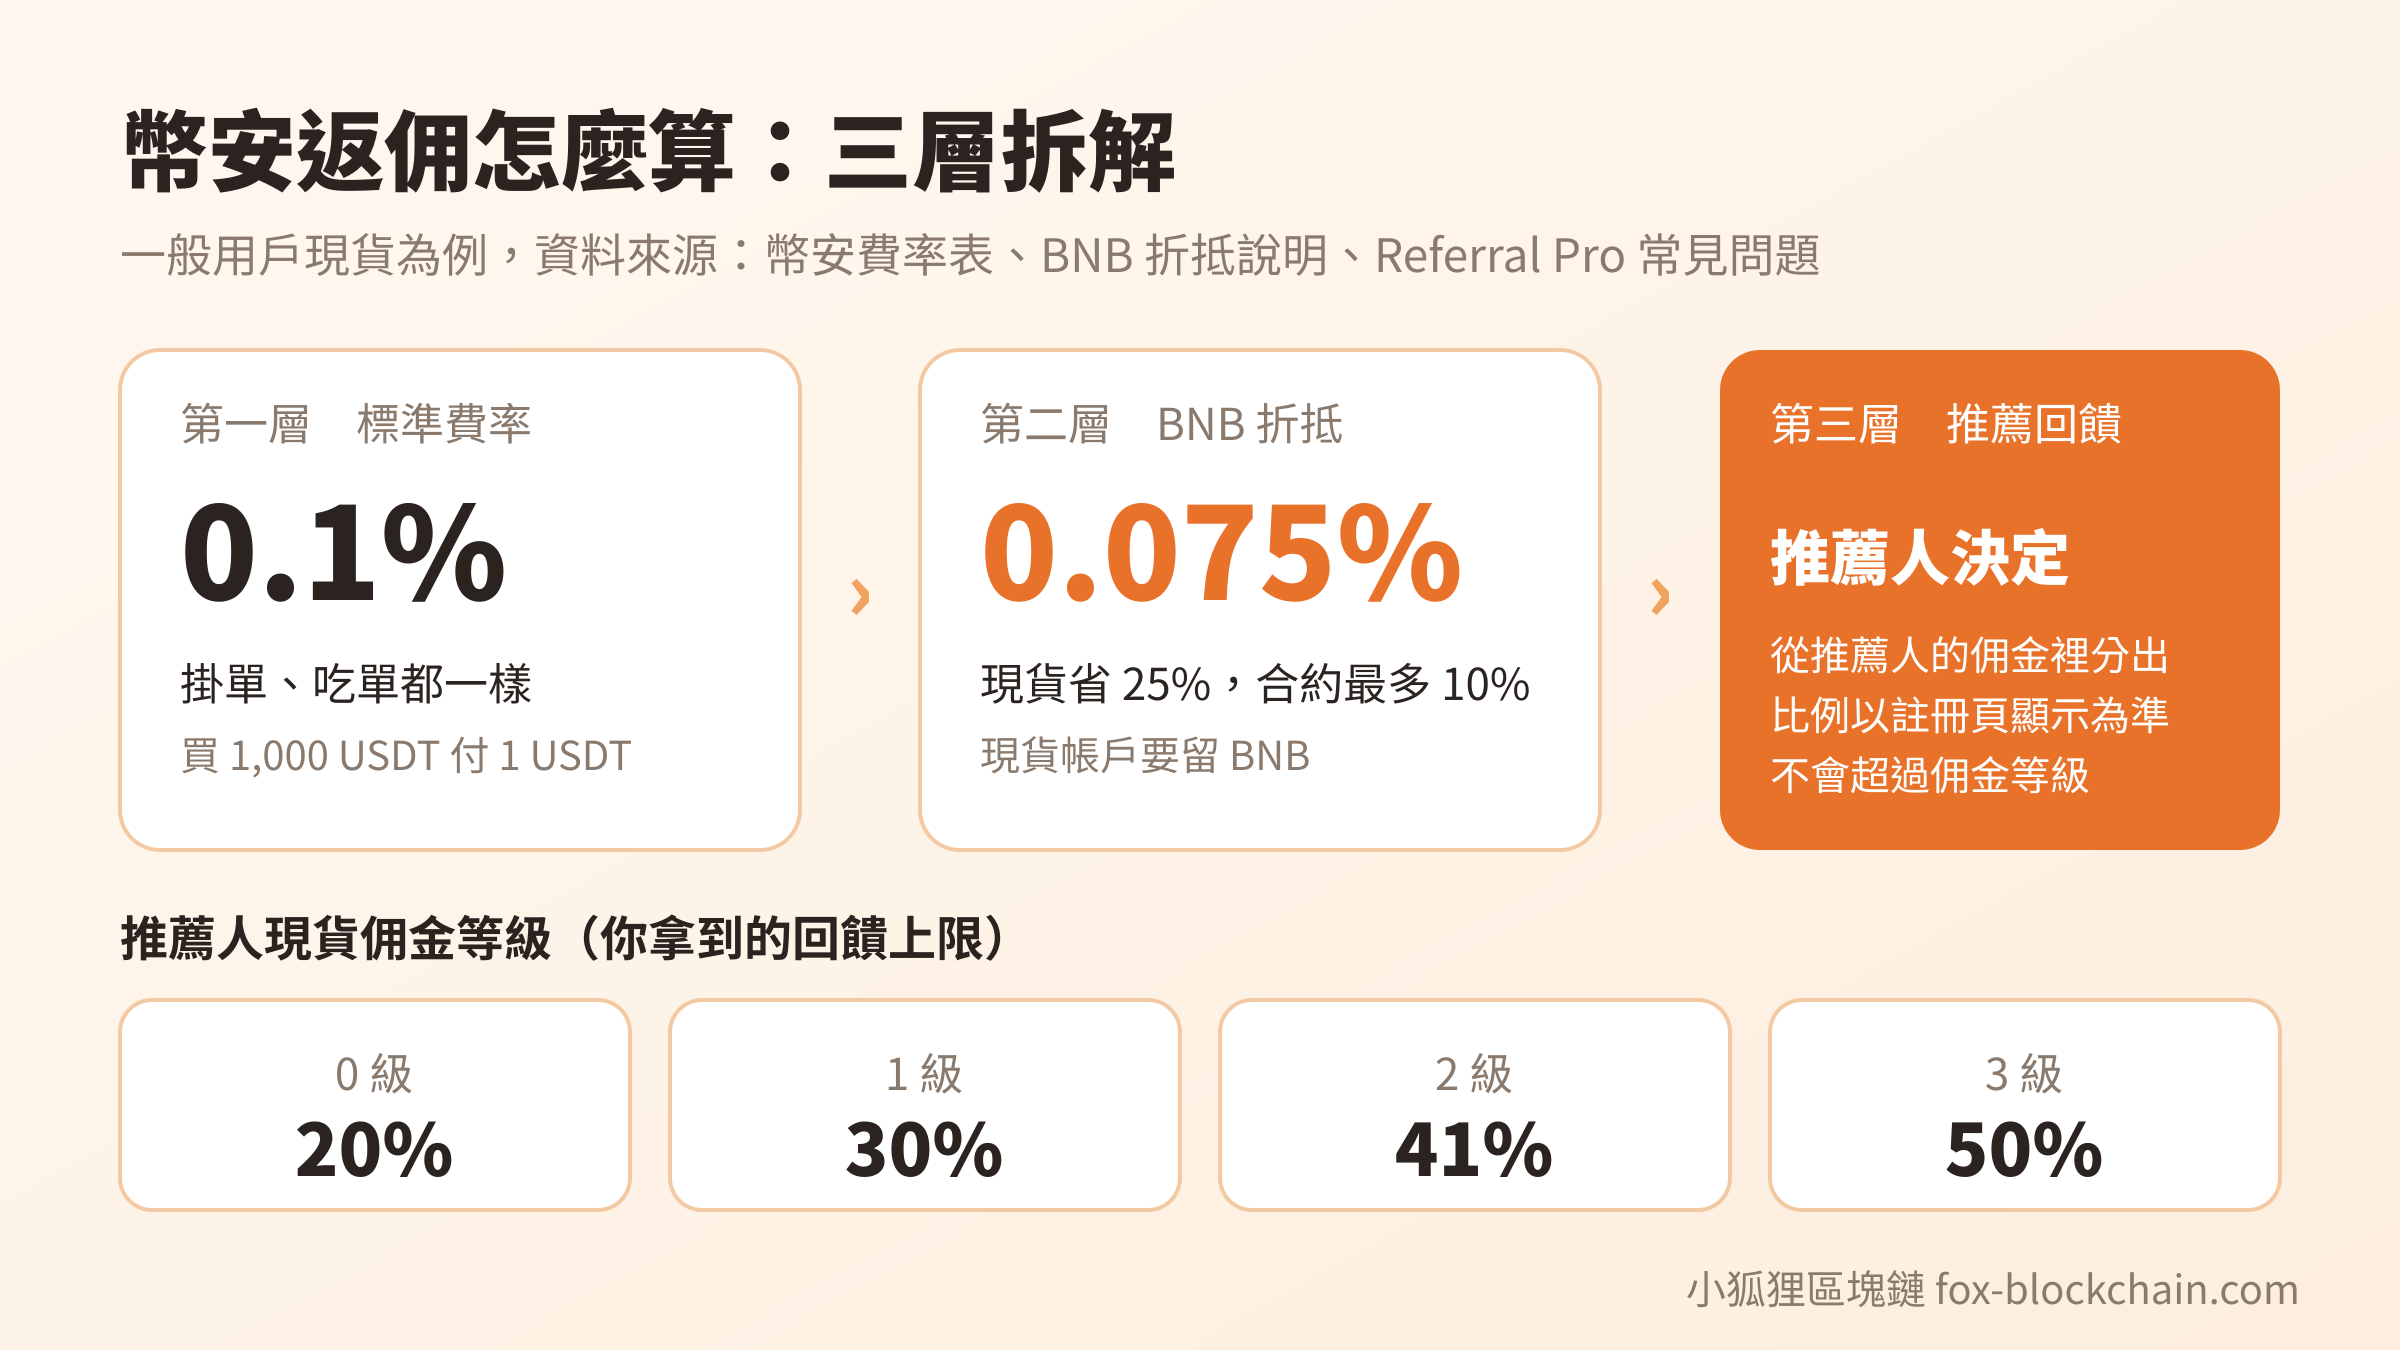 幣安返佣怎麼算：三層拆解
一般用戶現貨為例，資料來源：幣安費率表、BNB 折抵說明、Referral Pro 常見問題
第一層　標準費率
0.1%
掛單、吃單都一樣
買 1,000 USDT 付 1 USDT
›
第二層　BNB 折抵
0.075%
現貨省 25%，合約最多 10%
現貨帳戶要留 BNB
›
第三層　推薦回饋
推薦人決定
從推薦人的佣金裡分出
比例以註冊頁顯示為準
不會超過佣金等級
推薦人現貨佣金等級（你拿到的回饋上限）
0 級
20%
1 級
30%
2 級
41%
3 級
50%
小狐狸區塊鏈 fox-blockchain.com